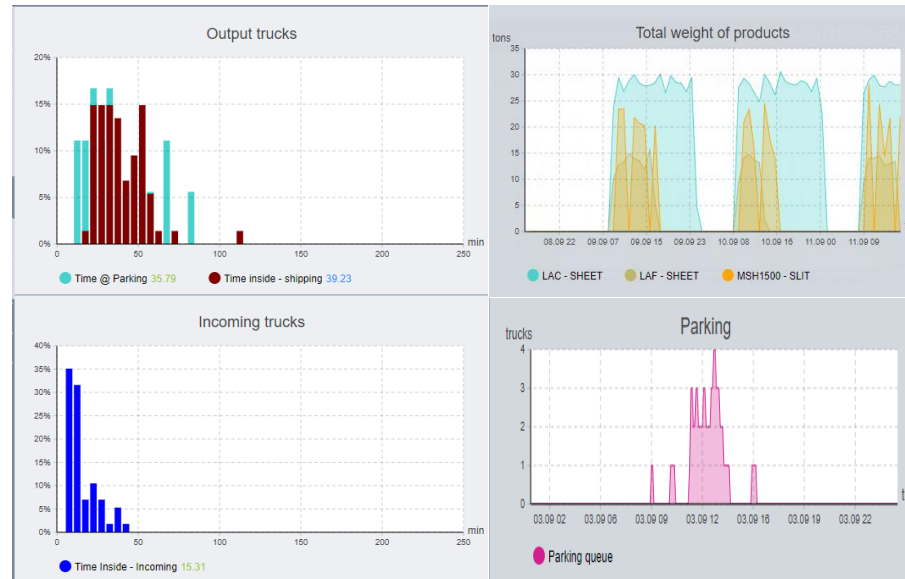 Output trucks
20%
15%
10%
5%
0%
0 50 100 150 200 250
min
Time @ Parking 35.79 Time inside - shipping 39.23
Total weight of products
tons
35
30
25
20
15
10
5
0
08.09 22 09.09 07 09.09 15 09.09 23 10.09 08 10.09 16 11.09 00 11.09 09
LAC - SHEET LAF - SHEET MSH1500 - SLIT
Incoming trucks
40%
35%
30%
25%
20%
15%
10%
5%
0%
0 50 100 150 200 250
min
Time Inside - Incoming 15.31
Parking
trucks
4
3
2
1
0
t
03.09 02 03.09 06 03.09 09 03.09 12 03.09 16 03.09 19 03.09 22
Parking queue